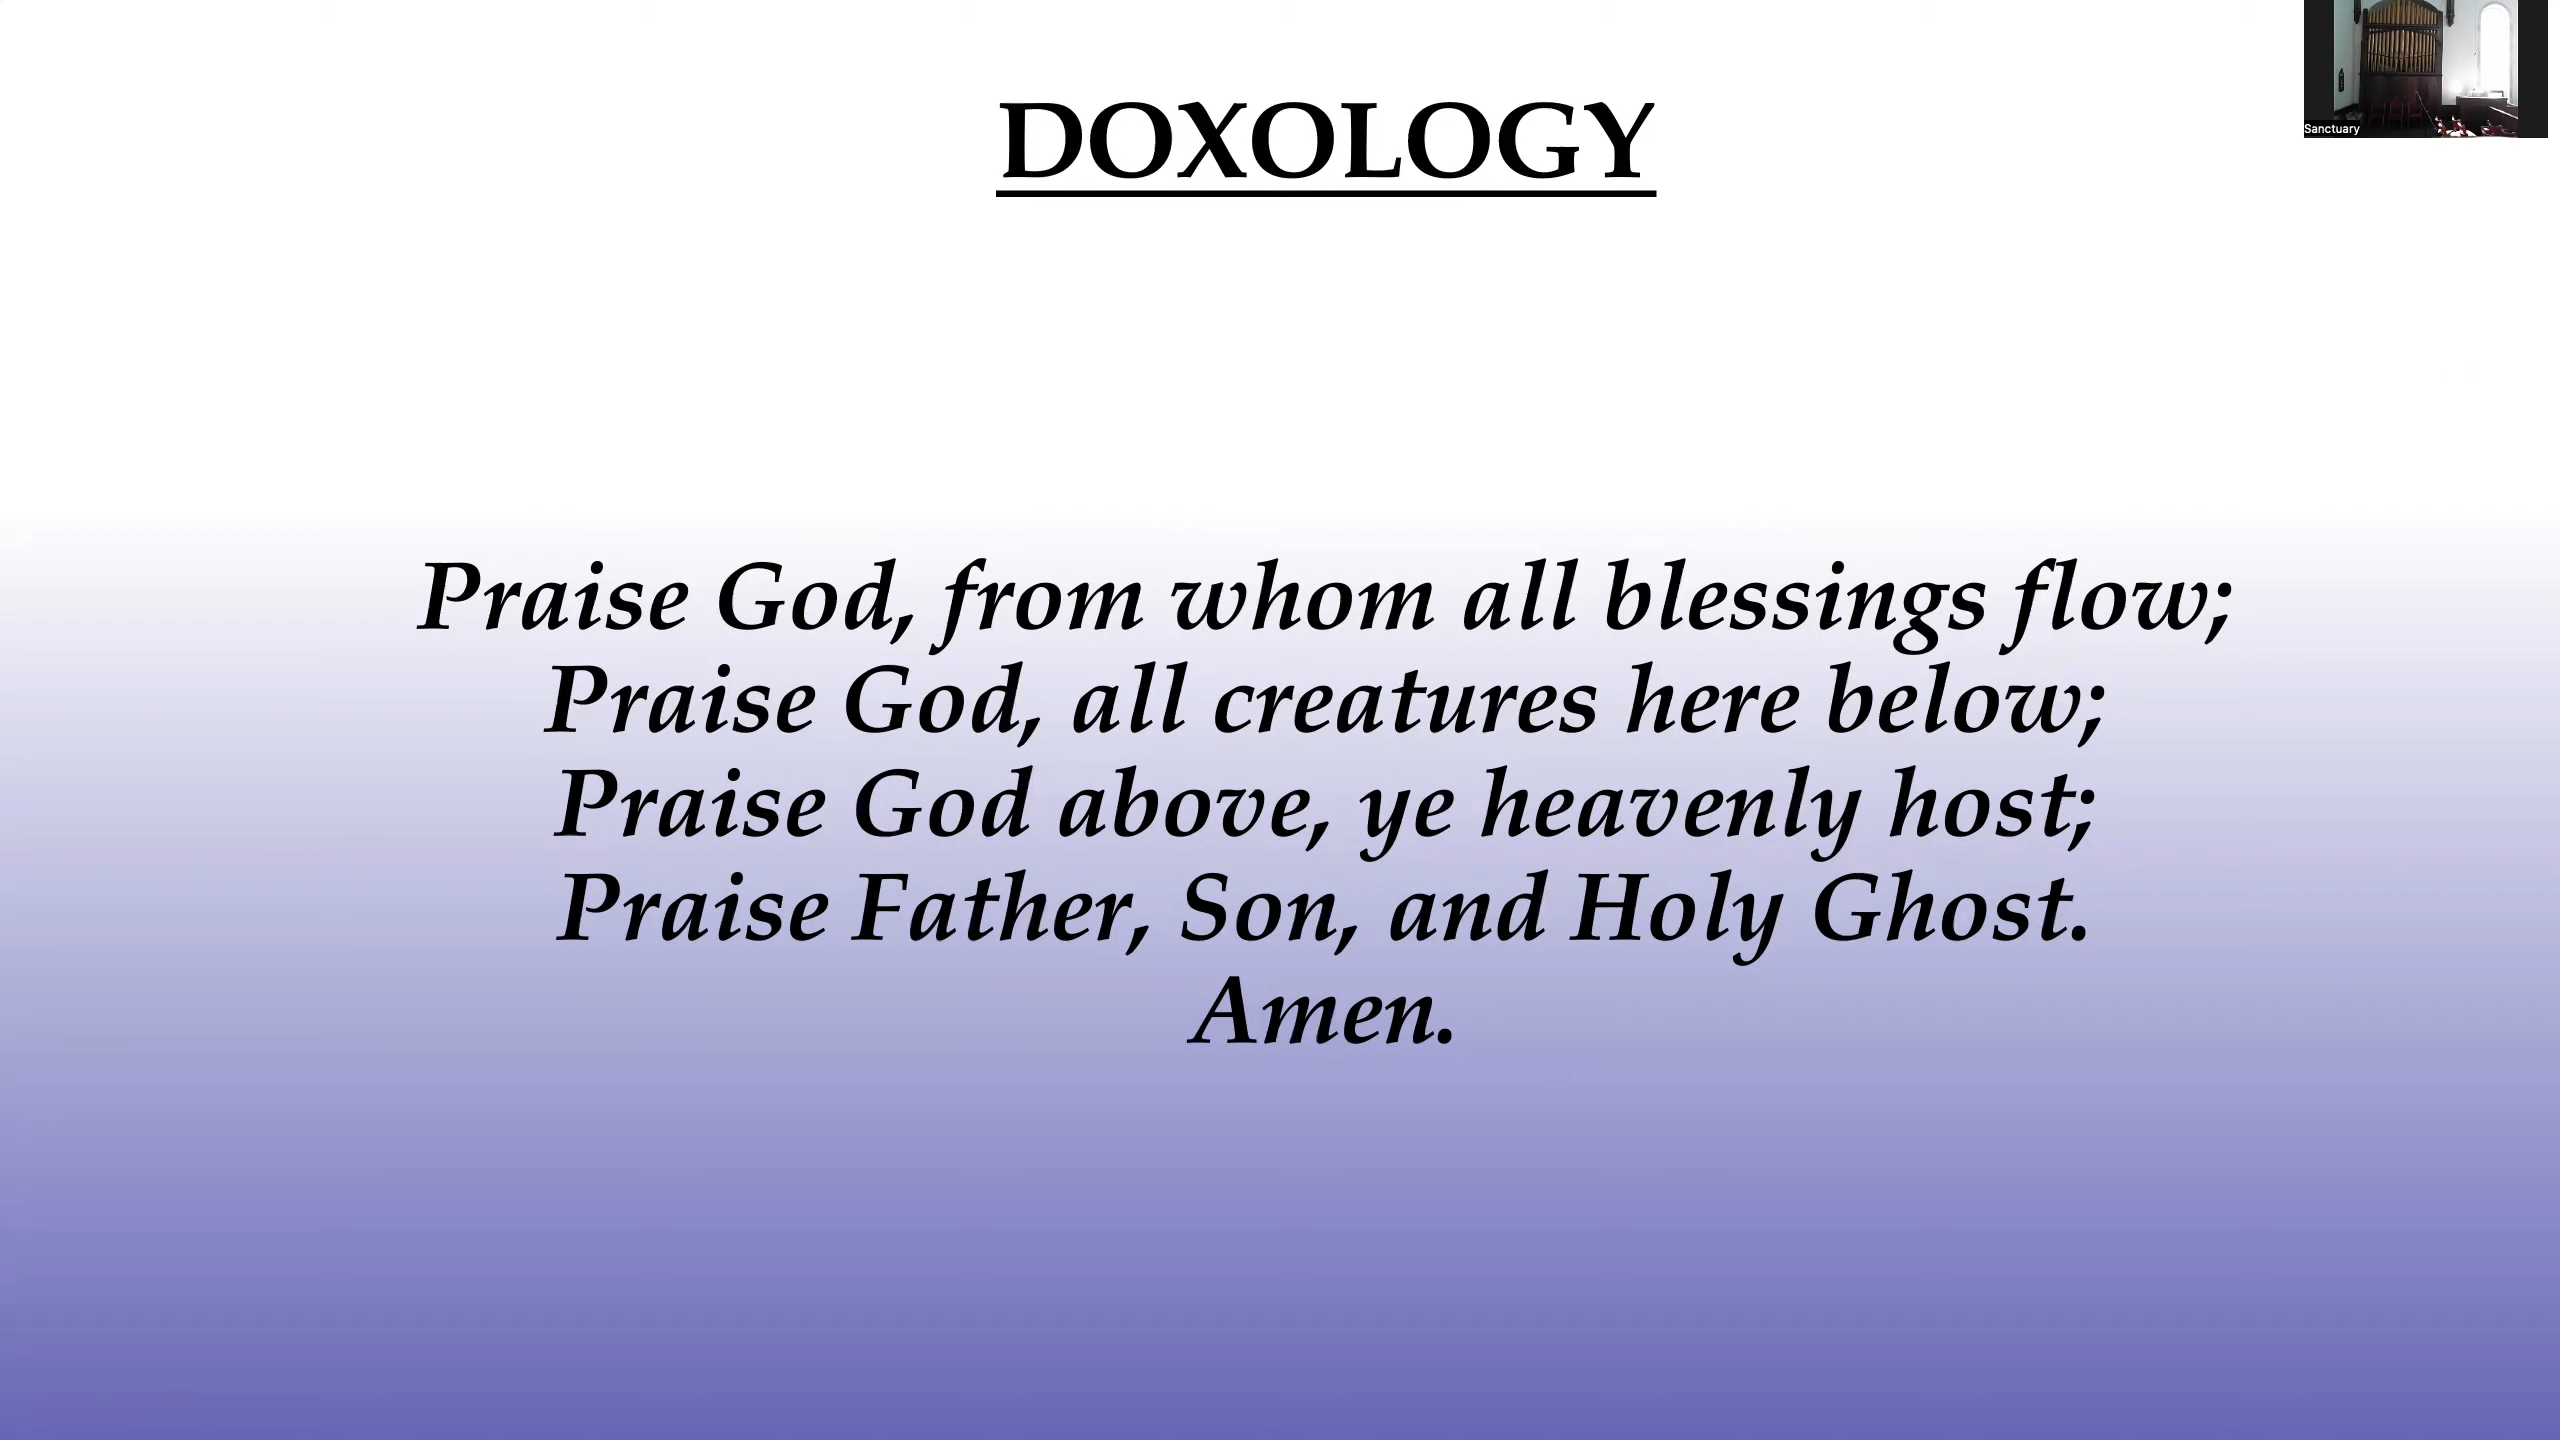 Sanctuary
DOXOLOGY
Praise God, from whom all blessings flow;
Praise God, all creatures here below;
Praise God above, ye heavenly host;
Praise Father, Son, and Holy Ghost.
Amen.